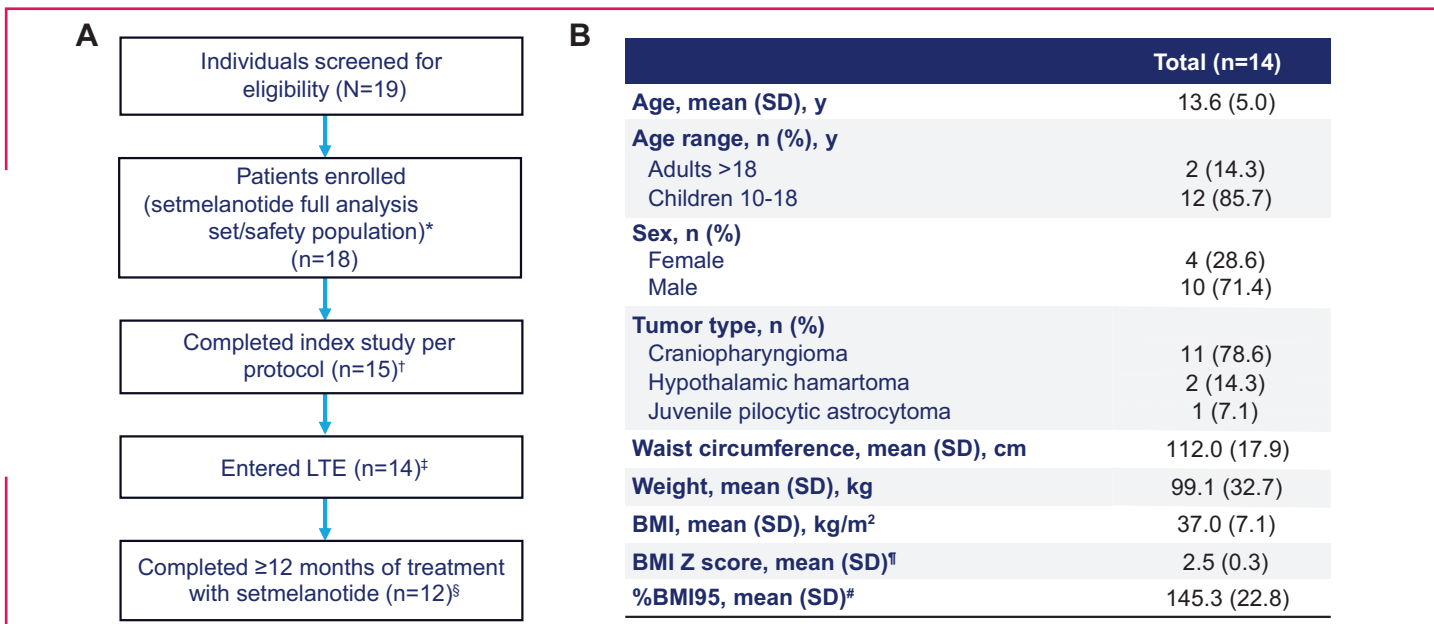 A
Individuals screened for
eligibility (N=19)
Patients enrolled
(setmelanotide full analysis
set/safety population)*
(n=18)
Completed index study per
protocol (n=15)†
Entered LTE (n=14)‡
Completed ≥12 months of treatment
with setmelanotide (n=12)§
B
Total (n=14)
Age, mean (SD), y 13.6 (5.0)
Age range, n (%), y
Adults >18 2 (14.3)
Children 10-18 12 (85.7)
Sex, n (%)
Female 4 (28.6)
Male 10 (71.4)
Tumor type, n (%)
Craniopharyngioma 11 (78.6)
Hypothalamic hamartoma 2 (14.3)
Juvenile pilocytic astrocytoma 1 (7.1)
Waist circumference, mean (SD), cm 112.0 (17.9)
Weight, mean (SD), kg 99.1 (32.7)
BMI, mean (SD), kg/m² 37.0 (7.1)
BMI Z score, mean (SD)¶ 2.5 (0.3)
%BMI95, mean (SD)# 145.3 (22.8)